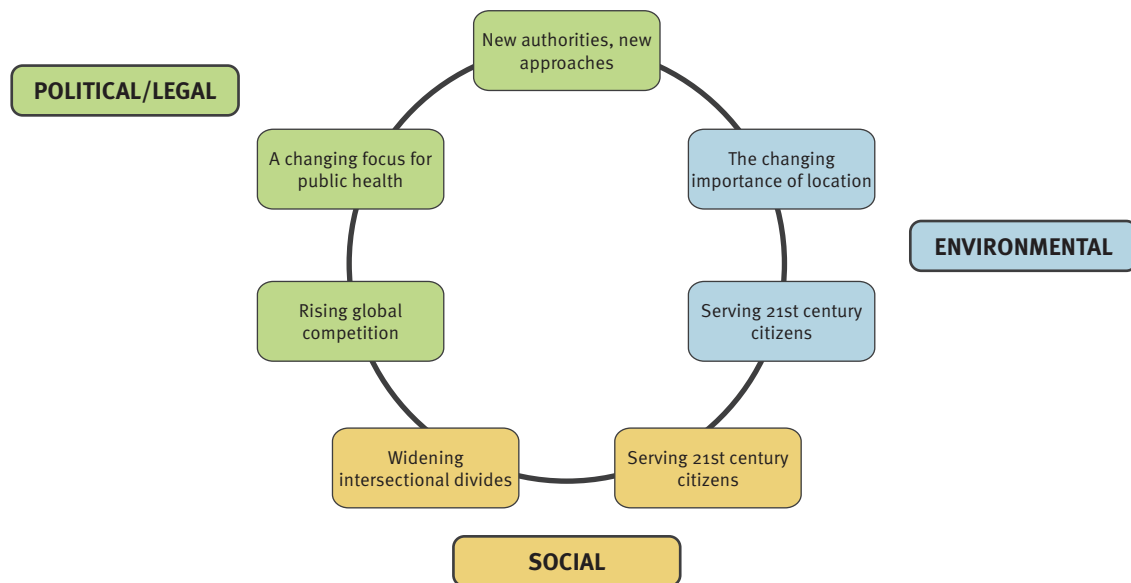 New authorities, new
approaches
POLITICAL/LEGAL
A changing focus for
public health
The changing
importance of location
ENVIRONMENTAL
Rising global
competition
Serving 21st century
citizens
Widening
intersectional divides
Serving 21st century
citizens
SOCIAL